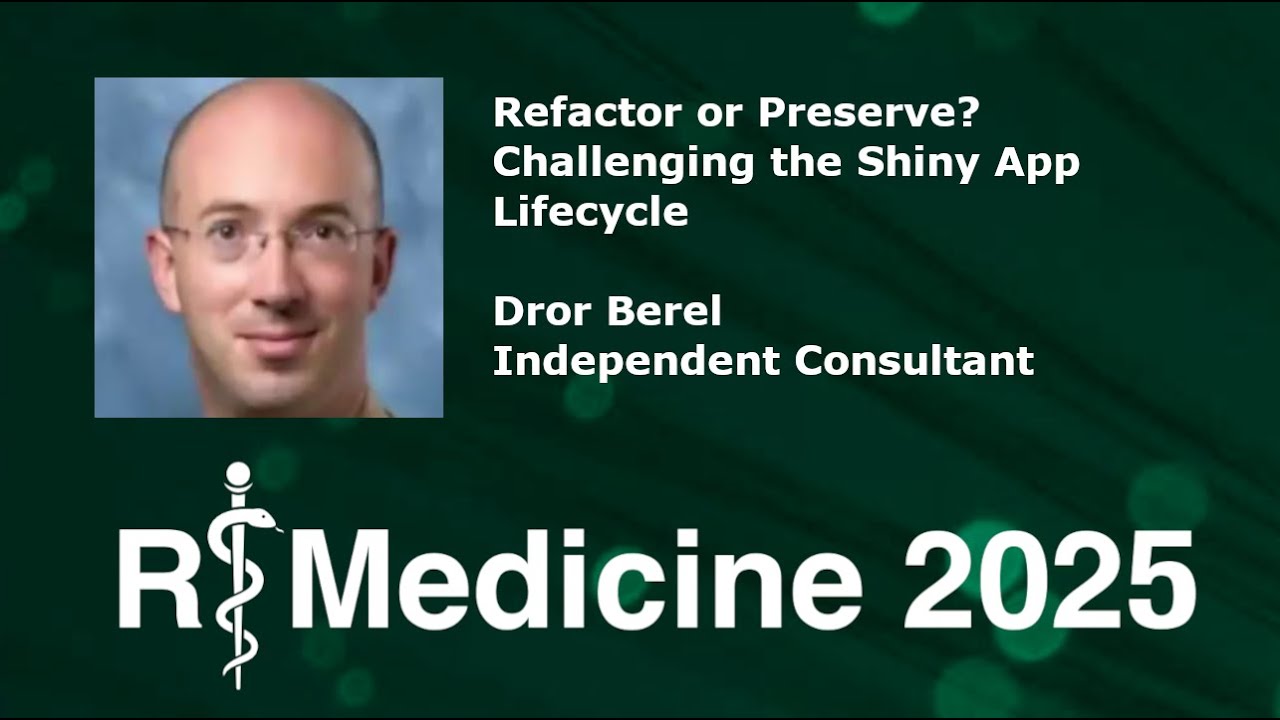 Refactor or Preserve?
Challenging the Shiny App
Lifecycle
Dror Berel
Independent Consultant
R Medicine 2025